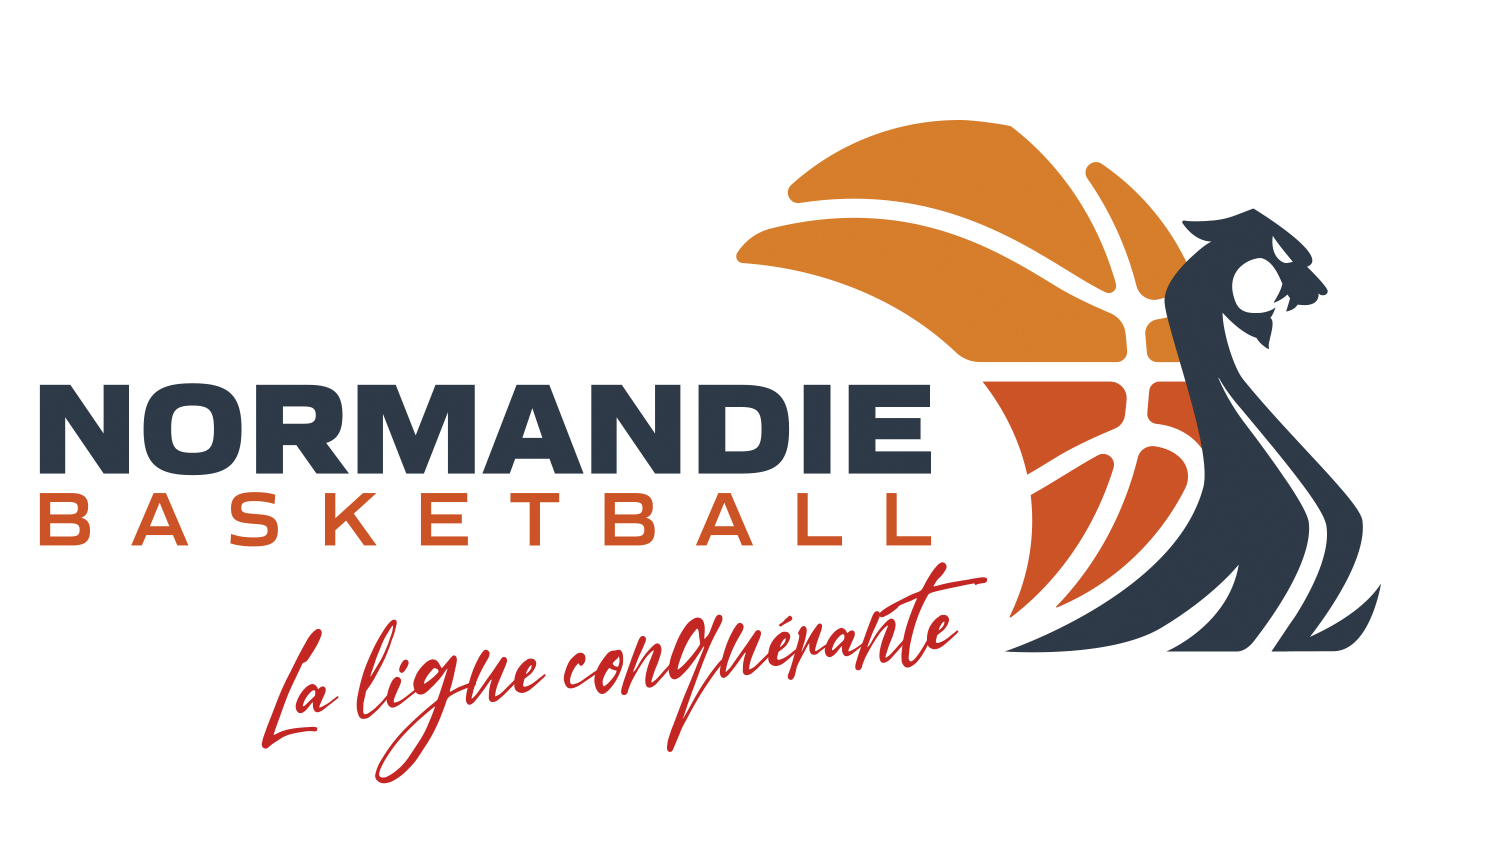 NORMANDIE
BASKETBALL
La ligue conquérante